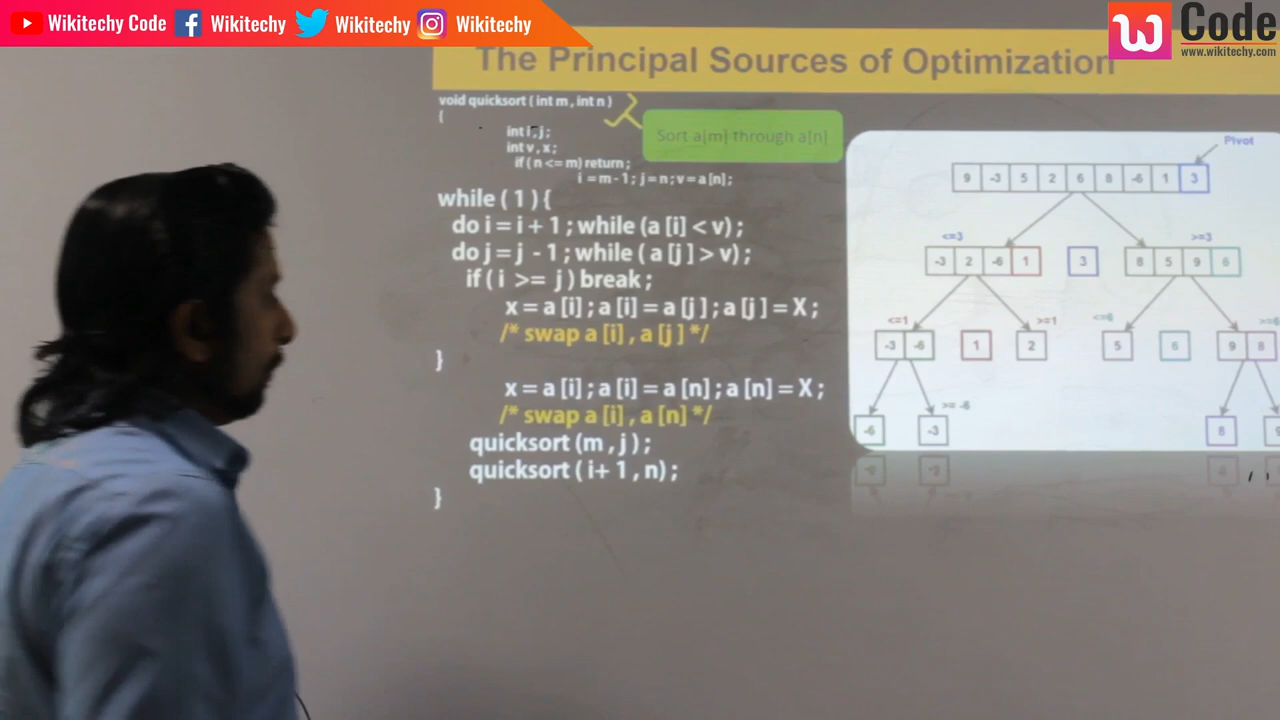 Wikitechy Code Wikitechy Wikitechy Wikitechy
W Code
www.wikitechy.com
The Principal Sources of Optimization
void quicksort ( int m , int n )
{
int i , j ;
int v , x ;
if ( n <= m ) return ;
i = m - 1 ; j = n ; v = a [n] ;
Sort a[m] through a[n]
while ( 1 ) {
do i = i + 1 ; while (a [i] < v) ;
do j = j - 1 ; while ( a [j] > v) ;
if ( i >= j ) break ;
x = a [i] ; a [i] = a [j] ; a [j] = X ;
/* swap a [i] , a [j] */
}
x = a [i] ; a [i] = a [n] ; a [n] = X ;
/* swap a [i] , a [n] */
quicksort (m , j ) ;
quicksort ( i+ 1 , n) ;
}
Pivot
9 -3 5 2 6 8 -6 1 3
<=3 >=3
-3 2 -6 1 3 8 5 9 6
<=1 >=1 <=6
-3 -6 1 2 5 6 9 8
>= -6
-6 -3 8